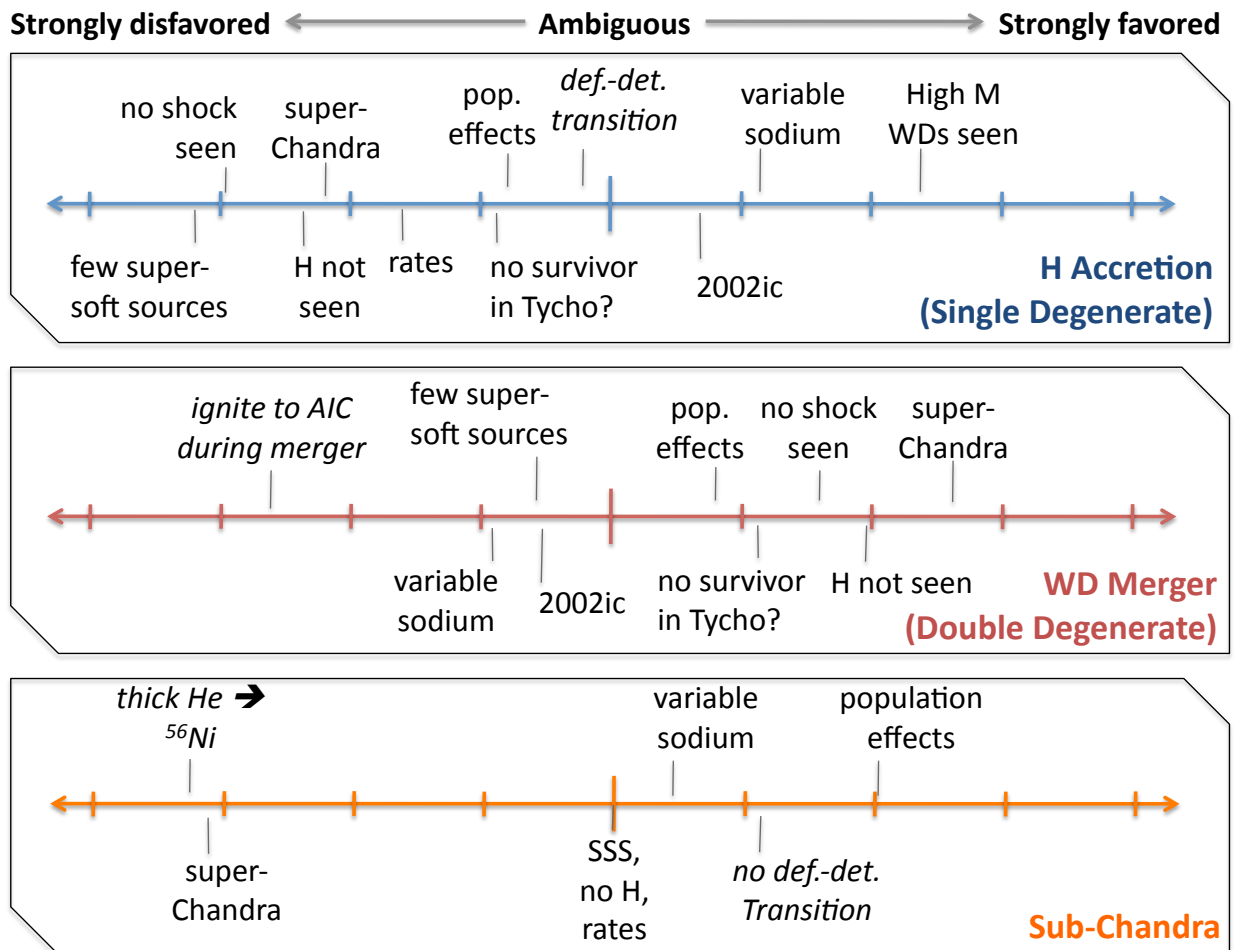 Strongly disfavored
Ambiguous
Strongly favored
no shock
seen
super-
Chandra
pop.
effects
def.-det.
transition
variable
sodium
High M
WDs seen
few super-
soft sources
H not
seen
rates
no survivor
in Tycho?
2002ic
H Accretion
(Single Degenerate)
ignite to AIC
during merger
few super-
soft sources
pop.
effects
no shock
seen
super-
Chandra
variable
sodium
2002ic
no survivor
in Tycho?
H not seen
WD Merger
(Double Degenerate)
thick He ➔
⁵⁶Ni
variable
sodium
population
effects
super-
Chandra
SSS,
no H,
rates
no def.-det.
Transition
Sub-Chandra